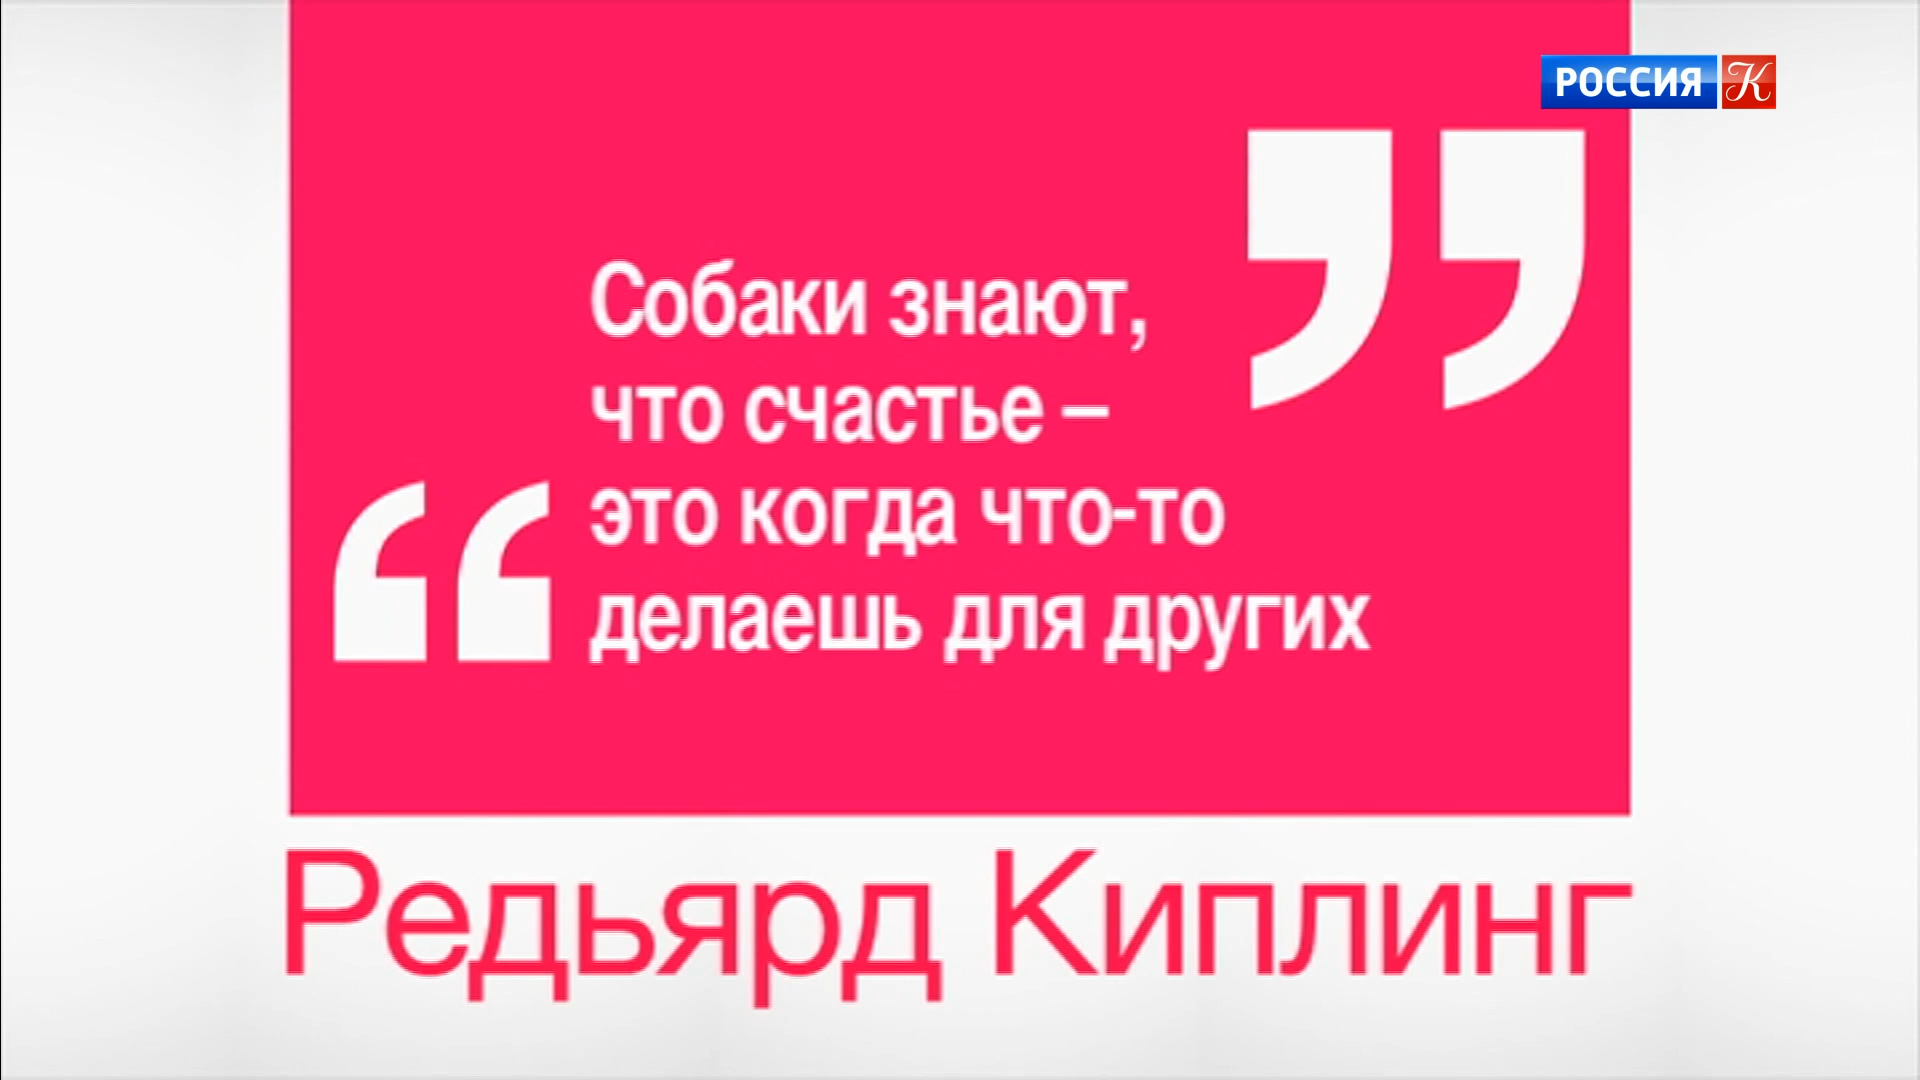 РОССИЯ К
Собаки знают,
что счастье –
это когда что-то
делаешь для других
Редьярд Киплинг